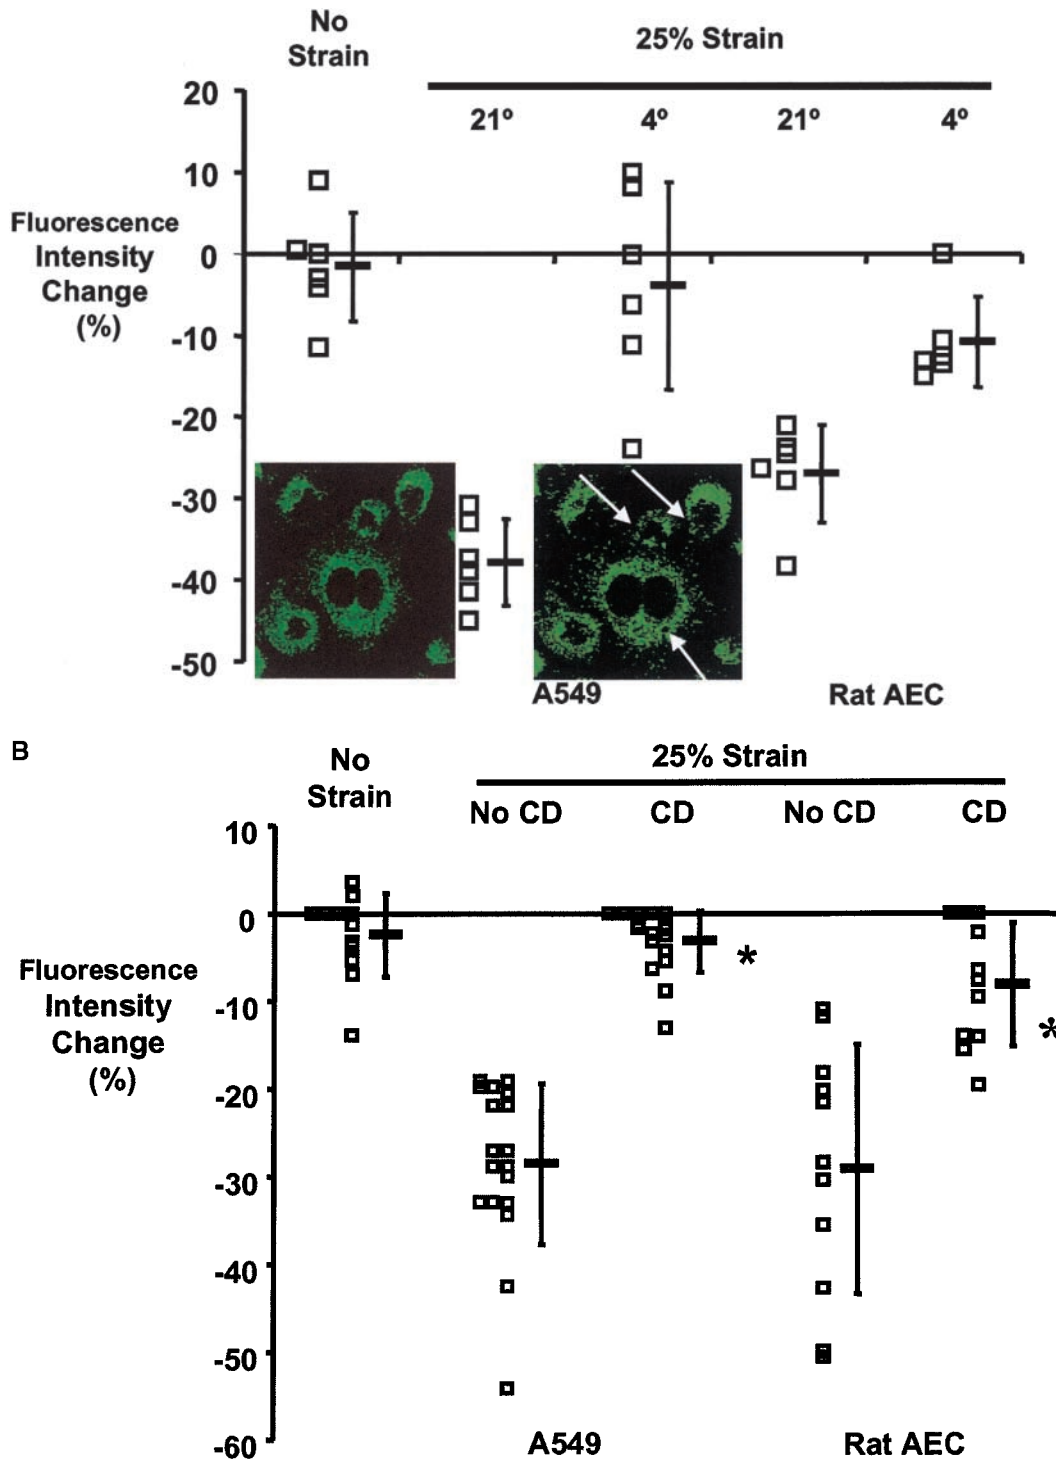 No
Strain
25% Strain
21º
4º
21º
4º
20
10
0
-10
-20
-30
-40
-50
Fluorescence
Intensity
Change
(%)
A549
Rat AEC
B
No
Strain
25% Strain
No CD
CD
No CD
CD
10
0
-10
-20
-30
-40
-50
-60
Fluorescence
Intensity
Change
(%)
*
*
A549
Rat AEC